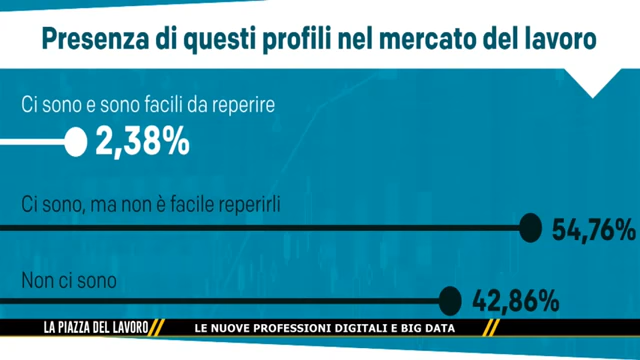 Presenza di questi profili nel mercato del lavoro
Ci sono e sono facili da reperire
2,38%
Ci sono, ma non è facile reperirli
54,76%
Non ci sono
42,86%
LA PIAZZA DEL LAVORO// LE NUOVE PROFESSIONI DIGITALI E BIG DATA //